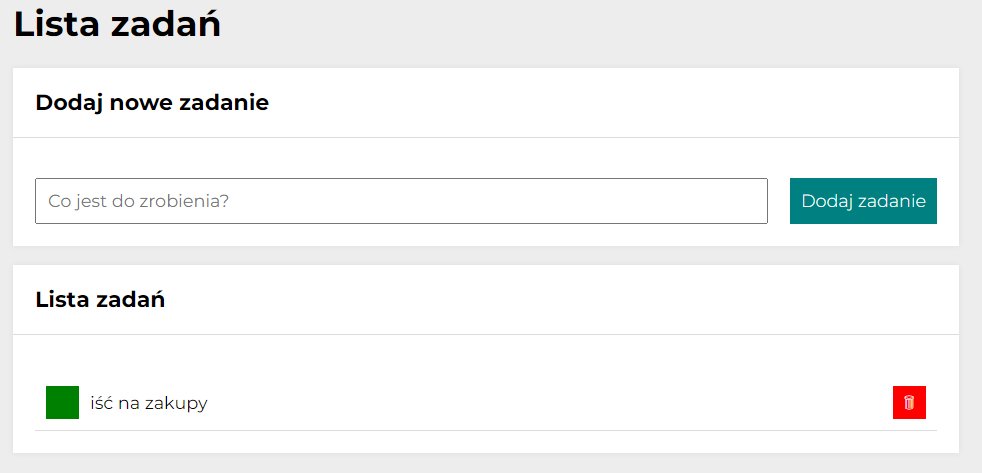 Lista zadań
Dodaj nowe zadanie
Co jest do zrobienia?
Dodaj zadanie
Lista zadań
iść na zakupy